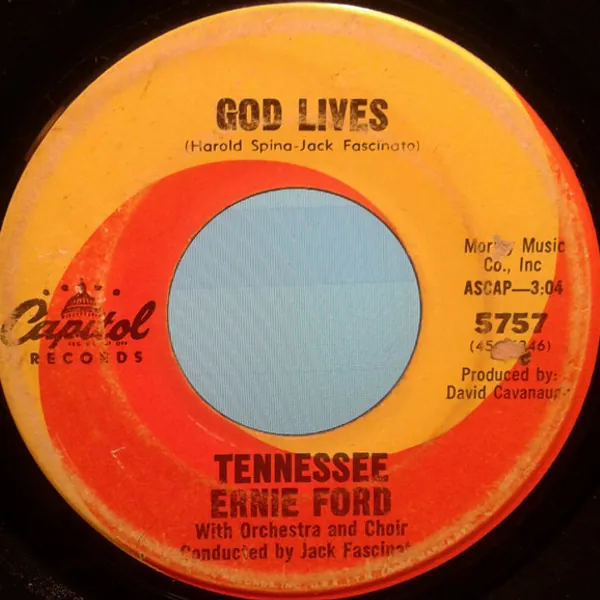 GOD LIVES
(Harold Spina-Jack Fascinato)
Music
Co., Inc
ASCAP—3:04
5757
Capitol
RECORDS
Produced by:
David
TENNESSEE
ERNIE FORD
With Orchestra and Choir
Conducted by Jack